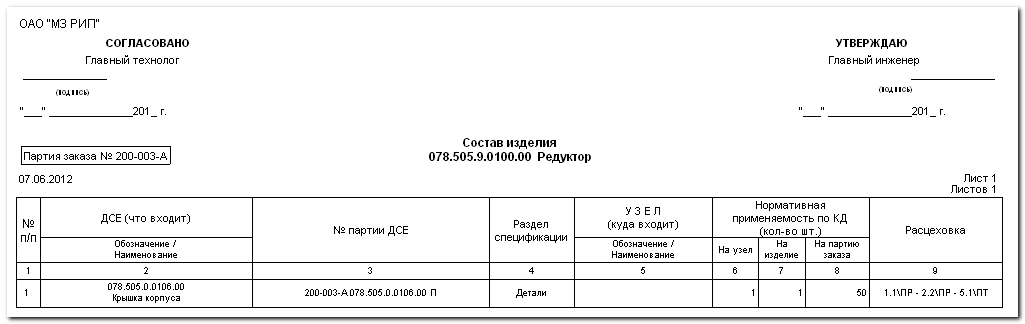 ОАО "МЗ РИП"
СОГЛАСОВАНО УТВЕРЖДАЮ
Главный технолог Главный инженер
(подпись) (подпись)
"___" ______________201_ г. "___" ______________201_ г.
Состав изделия
Партия заказа № 200-003-А 078.505.9.0100.00 Редуктор
07.06.2012 Лист 1
Листов 1
№ п/п
ДСЕ (что входит)
Обозначение /
Наименование
№ партии ДСЕ
Раздел
спецификации
У З Е Л
(куда входит)
Обозначение /
Наименование
Нормативная
применяемость по КД
(кол-во шт.)
На узел
На
изделие
На партию
заказа
Расцеховка
1 2 3 4 5 6 7 8 9
1 078.505.0.0106.00
Крышка корпуса 200-003-А 078.505.0.0106.00 П Детали 1 1 50 1.1\ПР - 2.2\ПР - 5.1\ПТ